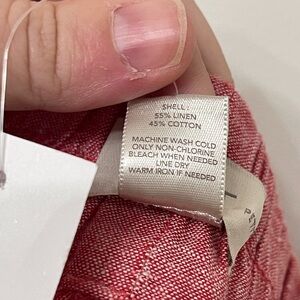 SHELL:
55% LINEN
45% COTTON
MACHINE WASH COLD
ONLY NON-CHLORINE
BLEACH WHEN NEEDED
LINE DRY
WARM IRON IF NEEDED